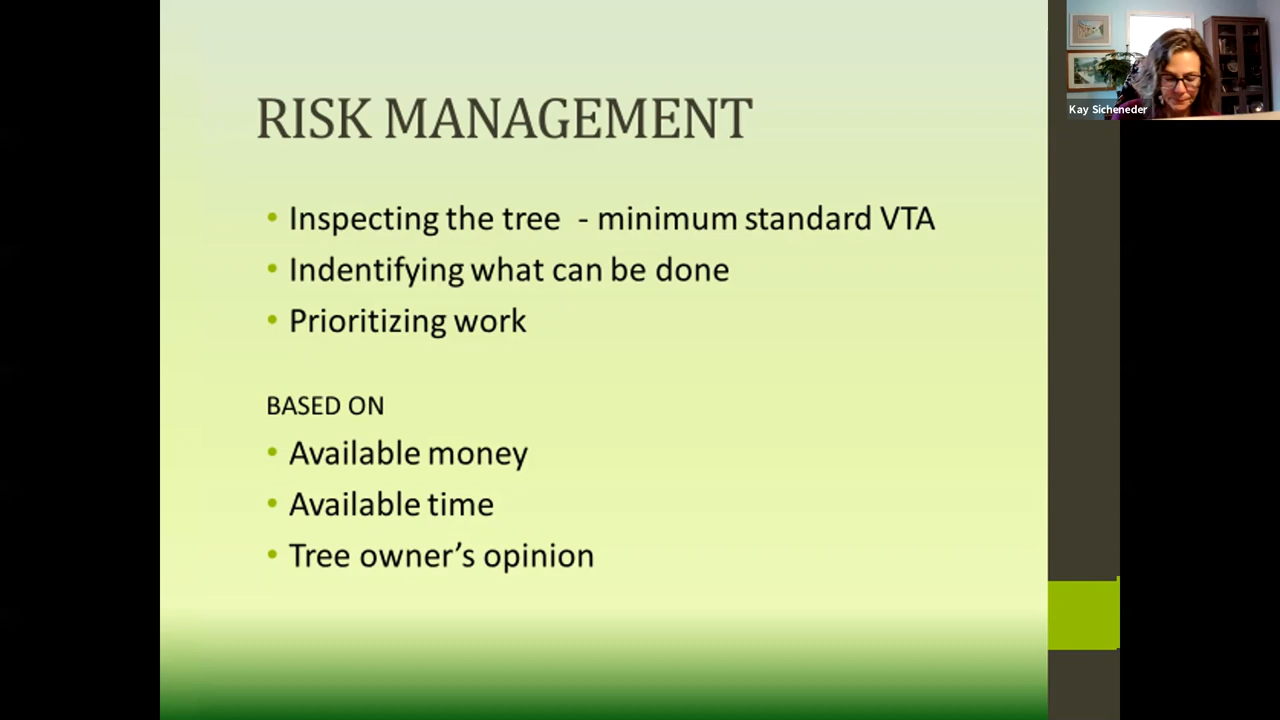 RISK MANAGEMENT
• Inspecting the tree - minimum standard VTA
• Indentifying what can be done
• Prioritizing work
BASED ON
• Available money
• Available time
• Tree owner’s opinion
Kay Sicheneder